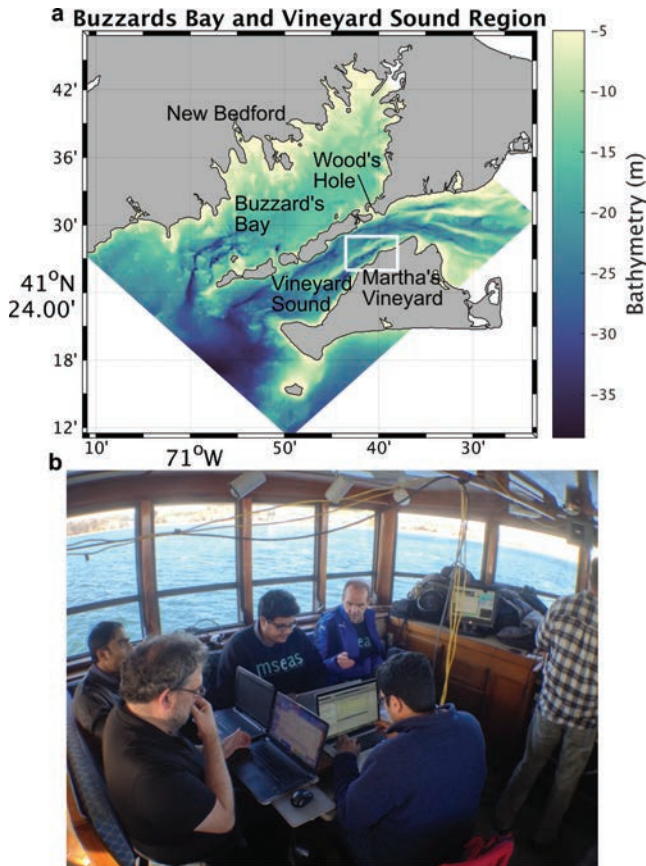 a Buzzards Bay and Vineyard Sound Region
42'
36'
30'
41°N
24.00'
18'
12'
10'
71°W
50'
40'
30'
New Bedford
Wood's
Hole
Buzzard's
Bay
Vineyard
Sound
Martha's
Vineyard
−5
−10
−15
−20
−25
−30
−35
Bathymetry (m)
b
mseas
eas